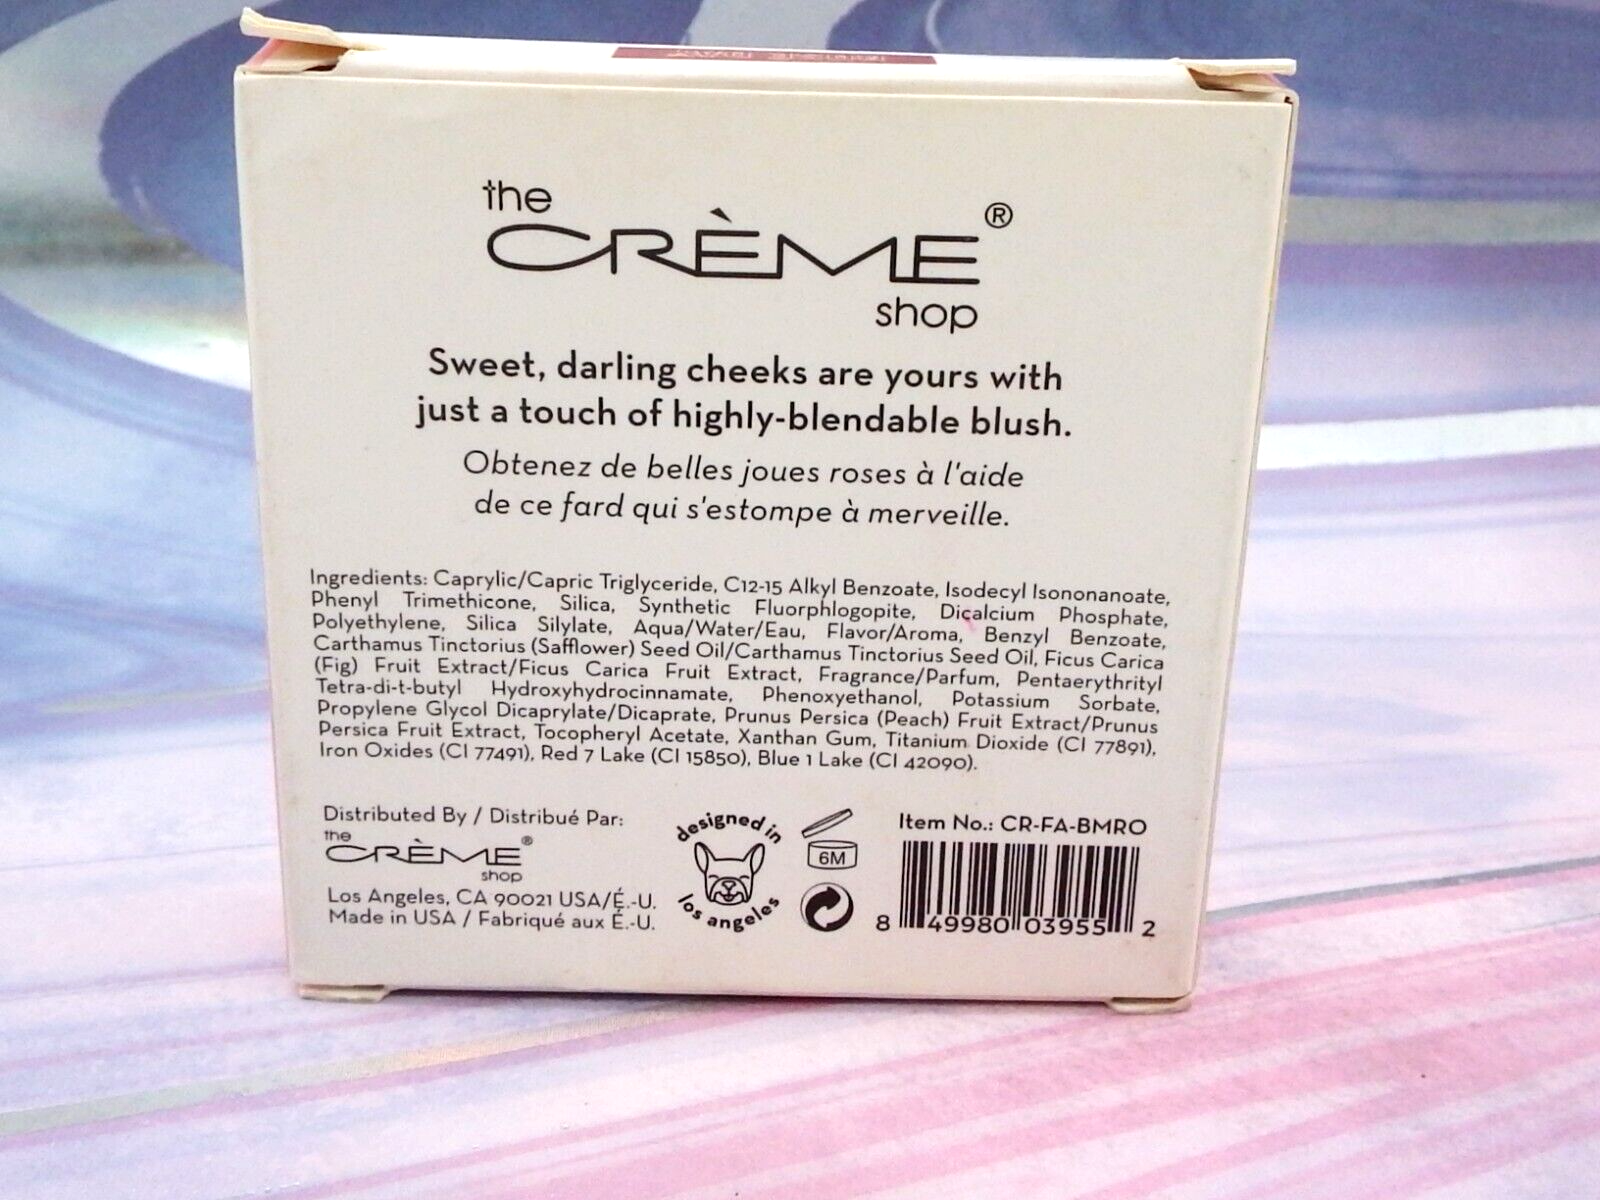 the
CRÈME®
shop
Sweet, darling cheeks are yours with
just a touch of highly-blendable blush.
Obtenez de belles joues roses à l'aide
de ce fard qui s'estompe à merveille.
Ingredients: Caprylic/Capric Triglyceride, C12-15 Alkyl Benzoate, Isodecyl Isononanoate,
Phenyl Trimethicone, Silica, Synthetic Fluorphlogopite, Dicalcium Phosphate,
Polyethylene, Silica Silylate, Aqua/Water/Eau, Flavor/Aroma, Benzyl Benzoate,
Carthamus Tinctorius (Safflower) Seed Oil/Carthamus Tinctorius Seed Oil, Ficus Carica
(Fig) Fruit Extract/Ficus Carica Fruit Extract, Fragrance/Parfum, Pentaerythrityl
Tetra-di-t-butyl Hydroxyhydrocinnamate, Phenoxyethanol, Potassium Sorbate,
Propylene Glycol Dicaprylate/Dicaprate, Prunus Persica (Peach) Fruit Extract/Prunus
Persica Fruit Extract, Tocopheryl Acetate, Xanthan Gum, Titanium Dioxide (CI 77891),
Iron Oxides (CI 77491), Red 7 Lake (CI 15850), Blue 1 Lake (CI 42090).
Distributed By / Distribué Par:
the
CRÈME®
shop
Los Angeles, CA 90021 USA/É.-U.
Made in USA / Fabriqué aux É.-U.
designed in
los angeles
6M
Item No.: CR-FA-BMRO
8 49980 03955 2